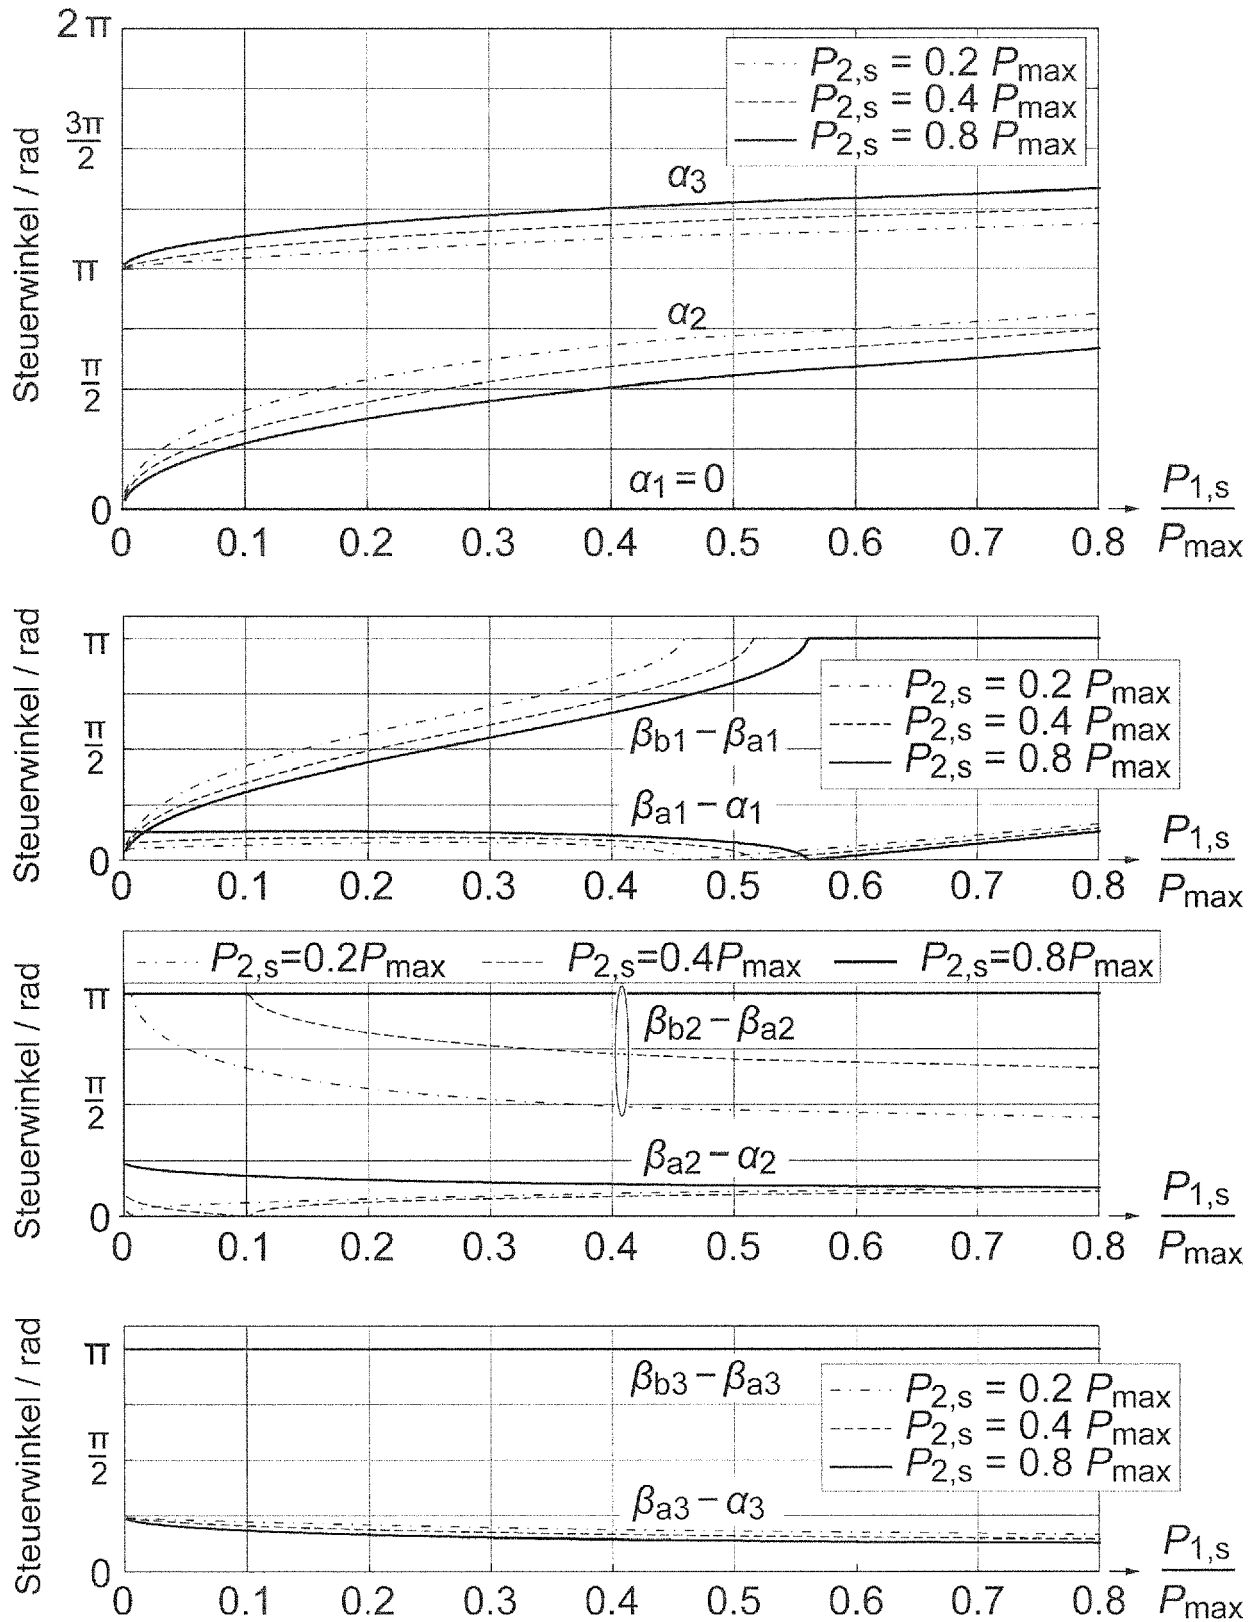 2 π
3π/2
π
π/2
0
Steuerwinkel / rad
P2,s = 0.2 Pmax
P2,s = 0.4 Pmax
P2,s = 0.8 Pmax
α3
α2
α1 = 0
0 0.1 0.2 0.3 0.4 0.5 0.6 0.7 0.8
P1,s
Pmax
Steuerwinkel / rad
π
π/2
0
P2,s = 0.2 Pmax
P2,s = 0.4 Pmax
P2,s = 0.8 Pmax
βb1 – βa1
βa1 – α1
0 0.1 0.2 0.3 0.4 0.5 0.6 0.7 0.8
P1,s
Pmax
Steuerwinkel / rad
P2,s=0.2Pmax P2,s=0.4Pmax P2,s=0.8Pmax
π
π/2
0
βb2 – βa2
βa2 – α2
0 0.1 0.2 0.3 0.4 0.5 0.6 0.7 0.8
P1,s
Pmax
Steuerwinkel / rad
π
π/2
0
βb3 – βa3
P2,s = 0.2 Pmax
P2,s = 0.4 Pmax
P2,s = 0.8 Pmax
βa3 – α3
0 0.1 0.2 0.3 0.4 0.5 0.6 0.7 0.8
P1,s
Pmax